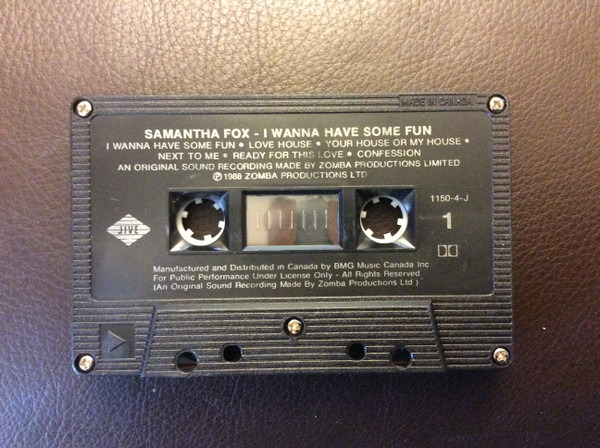 MADE IN CANADA
SAMANTHA FOX - I WANNA HAVE SOME FUN
I WANNA HAVE SOME FUN • LOVE HOUSE • YOUR HOUSE OR MY HOUSE •
NEXT TO ME • READY FOR THIS LOVE • CONFESSION
AN ORIGINAL SOUND RECORDING MADE BY ZOMBA PRODUCTIONS LIMITED
℗ 1988 ZOMBA PRODUCTIONS LTD
1150-4-J
1
JIVE
Manufactured and Distributed in Canada by BMG Music Canada Inc
For Public Performance Under License Only - All Rights Reserved
(An Original Sound Recording Made By Zomba Productions Ltd )